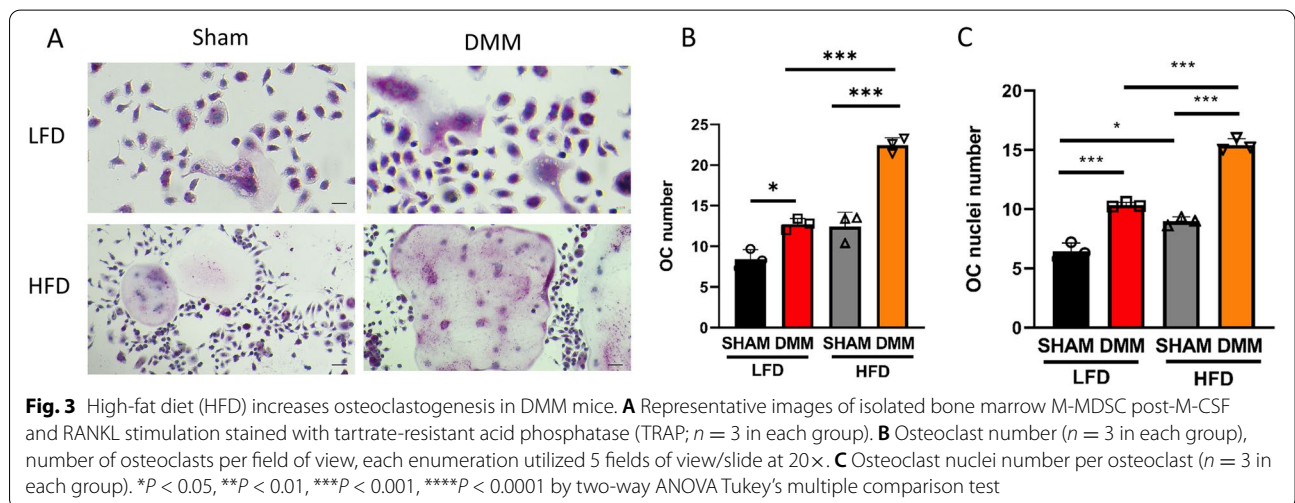 A
Sham
DMM
LFD
HFD
B
***
***
*
OC number
25
20
15
10
5
0
SHAM DMM SHAM DMM
LFD HFD
C
***
***
*
***
OC nuclei number
20
15
10
5
0
SHAM DMM SHAM DMM
LFD HFD
Fig. 3 High-fat diet (HFD) increases osteoclastogenesis in DMM mice. A Representative images of isolated bone marrow M-MDSC post-M-CSF
and RANKL stimulation stained with tartrate-resistant acid phosphatase (TRAP; n = 3 in each group). B Osteoclast number (n = 3 in each group),
number of osteoclasts per field of view, each enumeration utilized 5 fields of view/slide at 20×. C Osteoclast nuclei number per osteoclast (n = 3 in
each group). *P < 0.05, **P < 0.01, ***P < 0.001, ****P < 0.0001 by two-way ANOVA Tukey's multiple comparison test